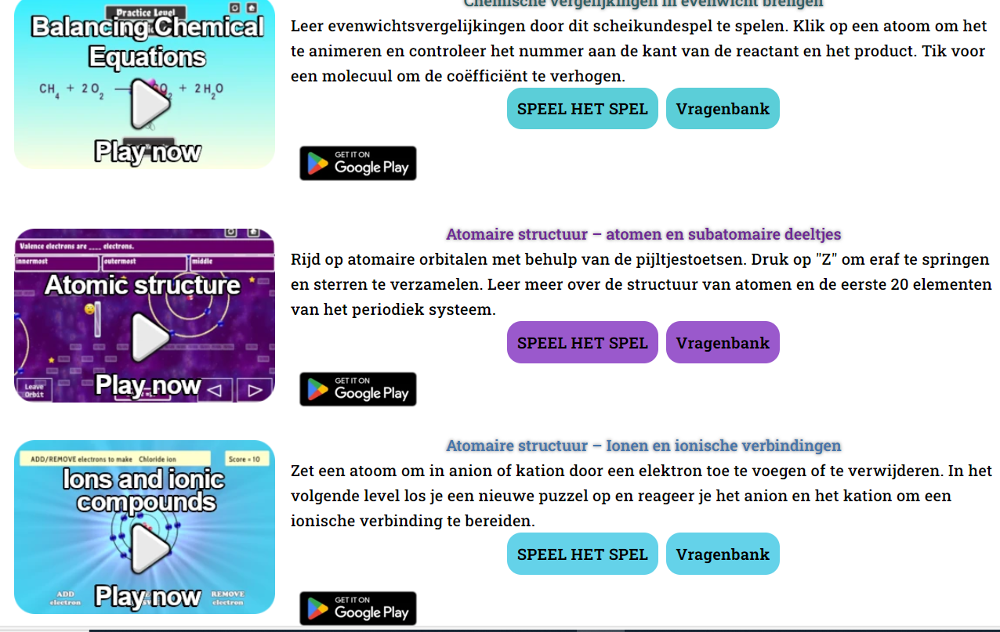 Practice Level
Balancing Chemical
Equations
CH4 + 2O2 CO2 + 2H2O
Play now
Chemische vergelijkingen in evenwicht brengen
Leer evenwichtsvergelijkingen door dit scheikundespel te spelen. Klik op een atoom om het
te animeren en controleer het nummer aan de kant van de reactant en het product. Tik voor
een molecuul om de coëfficiënt te verhogen.
SPEEL HET SPEL
Vragenbank
GET IT ON
Google Play
Valence electrons are ____ electrons.
innermost
outermost
middle
Atomic structure
Leave
Orbit
Play now
Atomaire structuur – atomen en subatomaire deeltjes
Rijd op atomaire orbitalen met behulp van de pijltjestoetsen. Druk op "Z" om eraf te springen
en sterren te verzamelen. Leer meer over de structuur van atomen en de eerste 20 elementen
van het periodiek systeem.
SPEEL HET SPEL
Vragenbank
GET IT ON
Google Play
ADD/REMOVE electrons to make Chloride ion
Score = 10
Ions and ionic
compounds
ADD
electron
Play now
REMOVE
electron
Atomaire structuur – Ionen en ionische verbindingen
Zet een atoom om in anion of kation door een elektron toe te voegen of te verwijderen. In het
volgende level los je een nieuwe puzzel op en reageer je het anion en het kation om een
ionische verbinding te bereiden.
SPEEL HET SPEL
Vragenbank
GET IT ON
Google Play